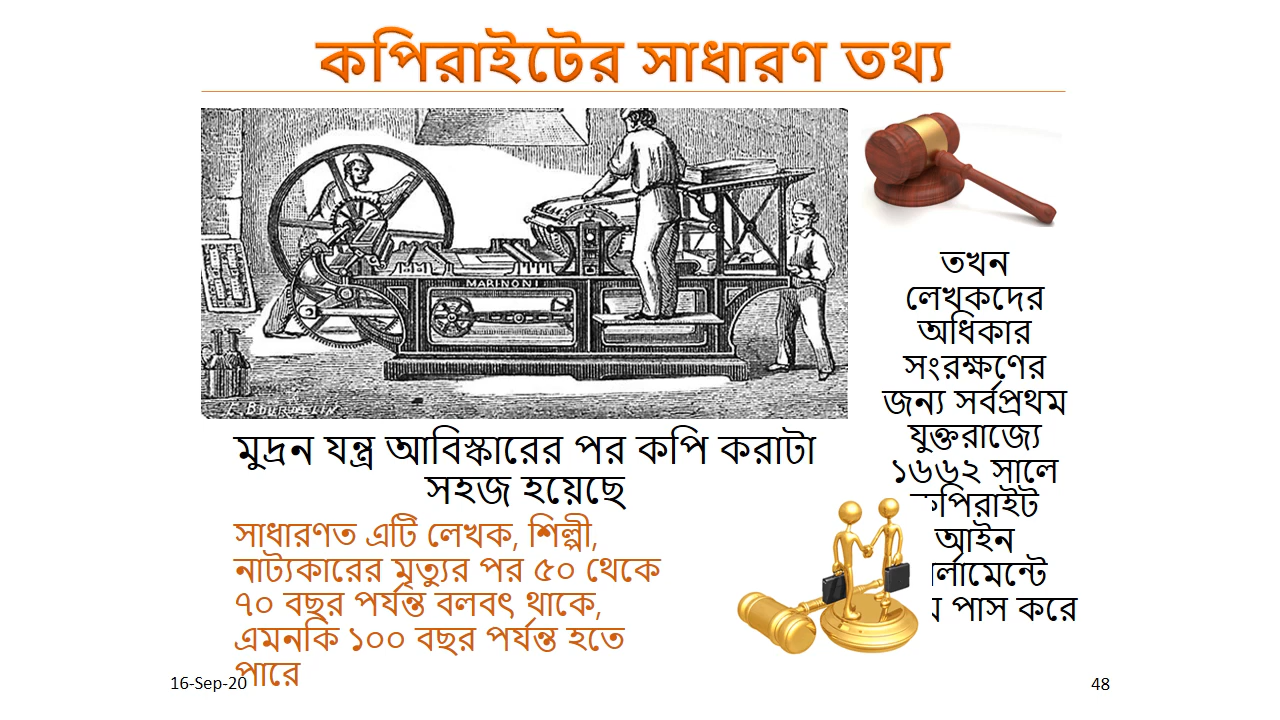 কপিরাইটের সাধারণ তথ্য
MARINONI
মুদ্রন যন্ত্র আবিস্কারের পর কপি করাটা
সহজ হয়েছে
সাধারণত এটি লেখক, শিল্পী,
নাট্যকারের মৃত্যুর পর ৫০ থেকে
৭০ বছর পর্যন্ত বলবৎ থাকে,
এমনকি ১০০ বছর পর্যন্ত হতে
পারে
তখন
লেখকদের
অধিকার
সংরক্ষণের
জন্য সর্বপ্রথম
যুক্তরাজ্যে
১৬৬২ সালে
কপিরাইট
আইন
পাস করে
16-Sep-20
48